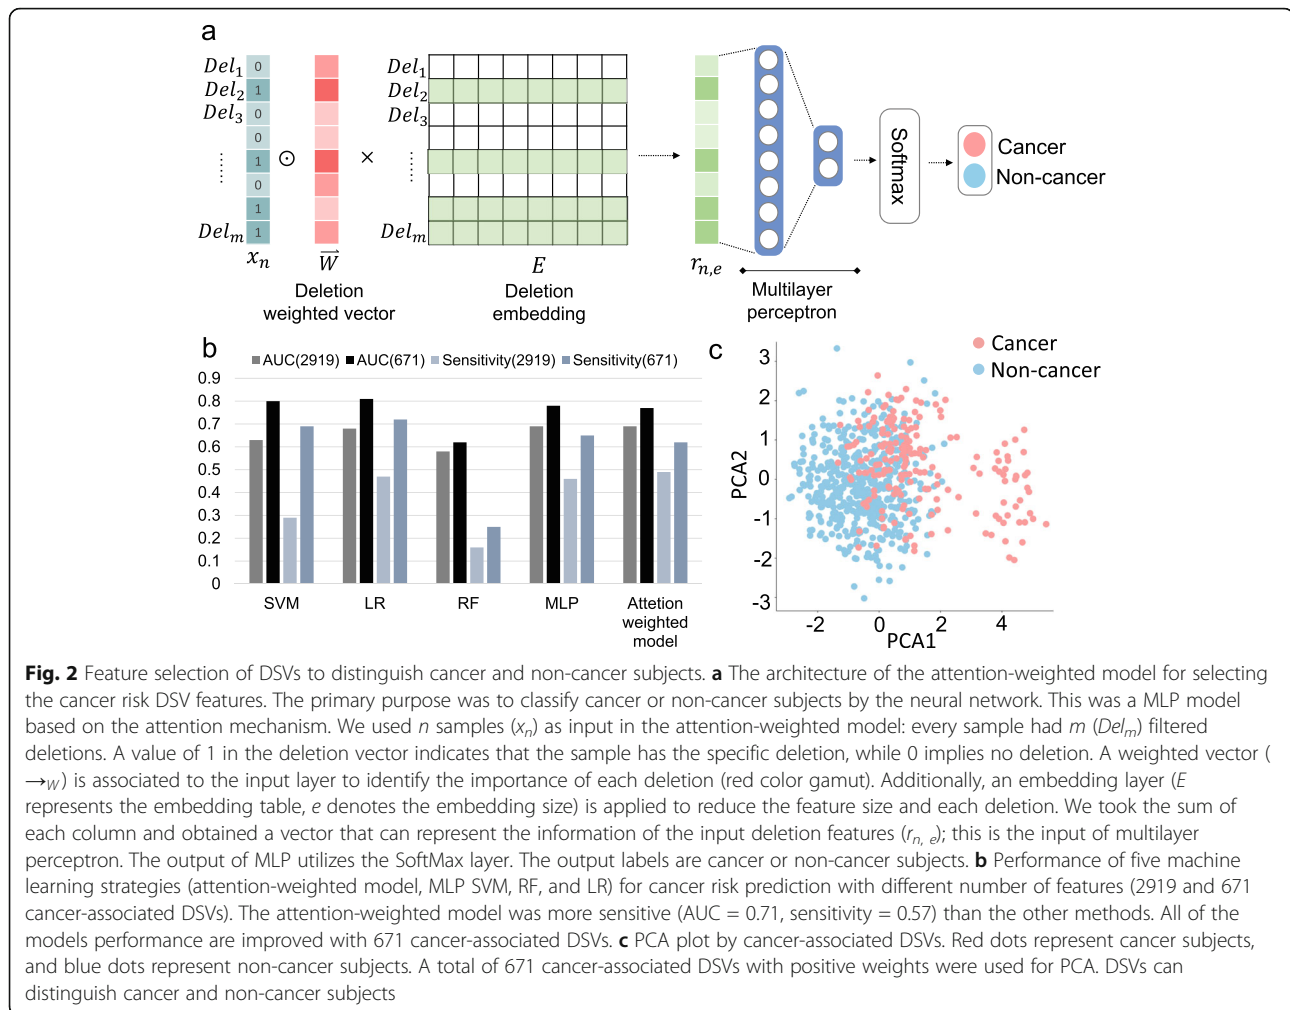 a
Del1
Del2
Del3
......
Delm
0
1
0
0
1
0
1
1
xn
⊙
W
Deletion
weighted vector
×
Del1
Del2
Del3
......
Delm
E
Deletion
embedding
rn,e
Multilayer
perceptron
Softmax
Cancer
Non-cancer
b
AUC(2919) AUC(671) Sensitivity(2919) Sensitivity(671)
0.9
0.8
0.7
0.6
0.5
0.4
0.3
0.2
0.1
0
SVM LR RF MLP Attetion
weighted
model
c
Cancer
Non-cancer
PCA2
3
2
1
0
-1
-2
-3
-2 0 2 4
PCA1
Fig. 2 Feature selection of DSVs to distinguish cancer and non-cancer subjects. a The architecture of the attention-weighted model for selecting
the cancer risk DSV features. The primary purpose was to classify cancer or non-cancer subjects by the neural network. This was a MLP model
based on the attention mechanism. We used n samples (xn) as input in the attention-weighted model: every sample had m (Delm) filtered
deletions. A value of 1 in the deletion vector indicates that the sample has the specific deletion, while 0 implies no deletion. A weighted vector (
→W) is associated to the input layer to identify the importance of each deletion (red color gamut). Additionally, an embedding layer (E
represents the embedding table, e denotes the embedding size) is applied to reduce the feature size and each deletion. We took the sum of
each column and obtained a vector that can represent the information of the input deletion features (rn, e); this is the input of multilayer
perceptron. The output of MLP utilizes the SoftMax layer. The output labels are cancer or non-cancer subjects. b Performance of five machine
learning strategies (attention-weighted model, MLP SVM, RF, and LR) for cancer risk prediction with different number of features (2919 and 671
cancer-associated DSVs). The attention-weighted model was more sensitive (AUC = 0.71, sensitivity = 0.57) than the other methods. All of the
models performance are improved with 671 cancer-associated DSVs. c PCA plot by cancer-associated DSVs. Red dots represent cancer subjects,
and blue dots represent non-cancer subjects. A total of 671 cancer-associated DSVs with positive weights were used for PCA. DSVs can
distinguish cancer and non-cancer subjects